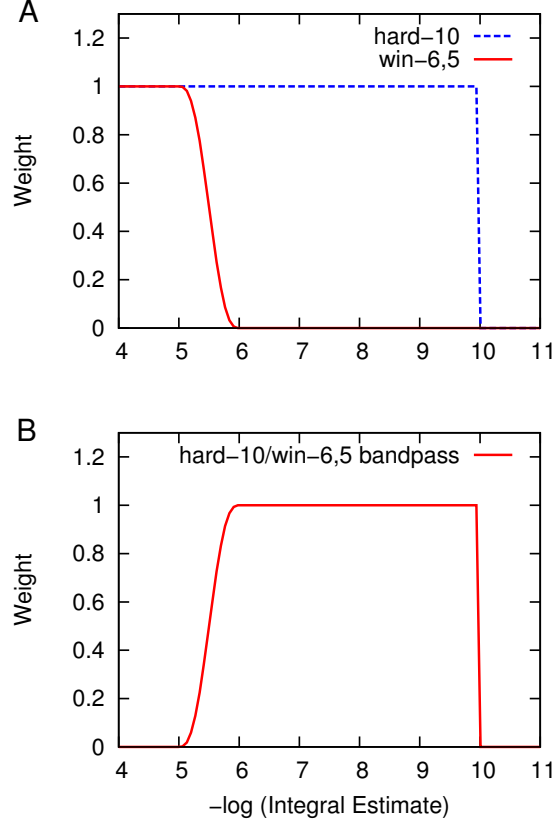 A
hard−10
win−6,5
Weight
1.2
1
0.8
0.6
0.4
0.2
0
4 5 6 7 8 9 10 11
B
hard−10/win−6,5 bandpass
Weight
1.2
1
0.8
0.6
0.4
0.2
0
4 5 6 7 8 9 10 11
−log (Integral Estimate)